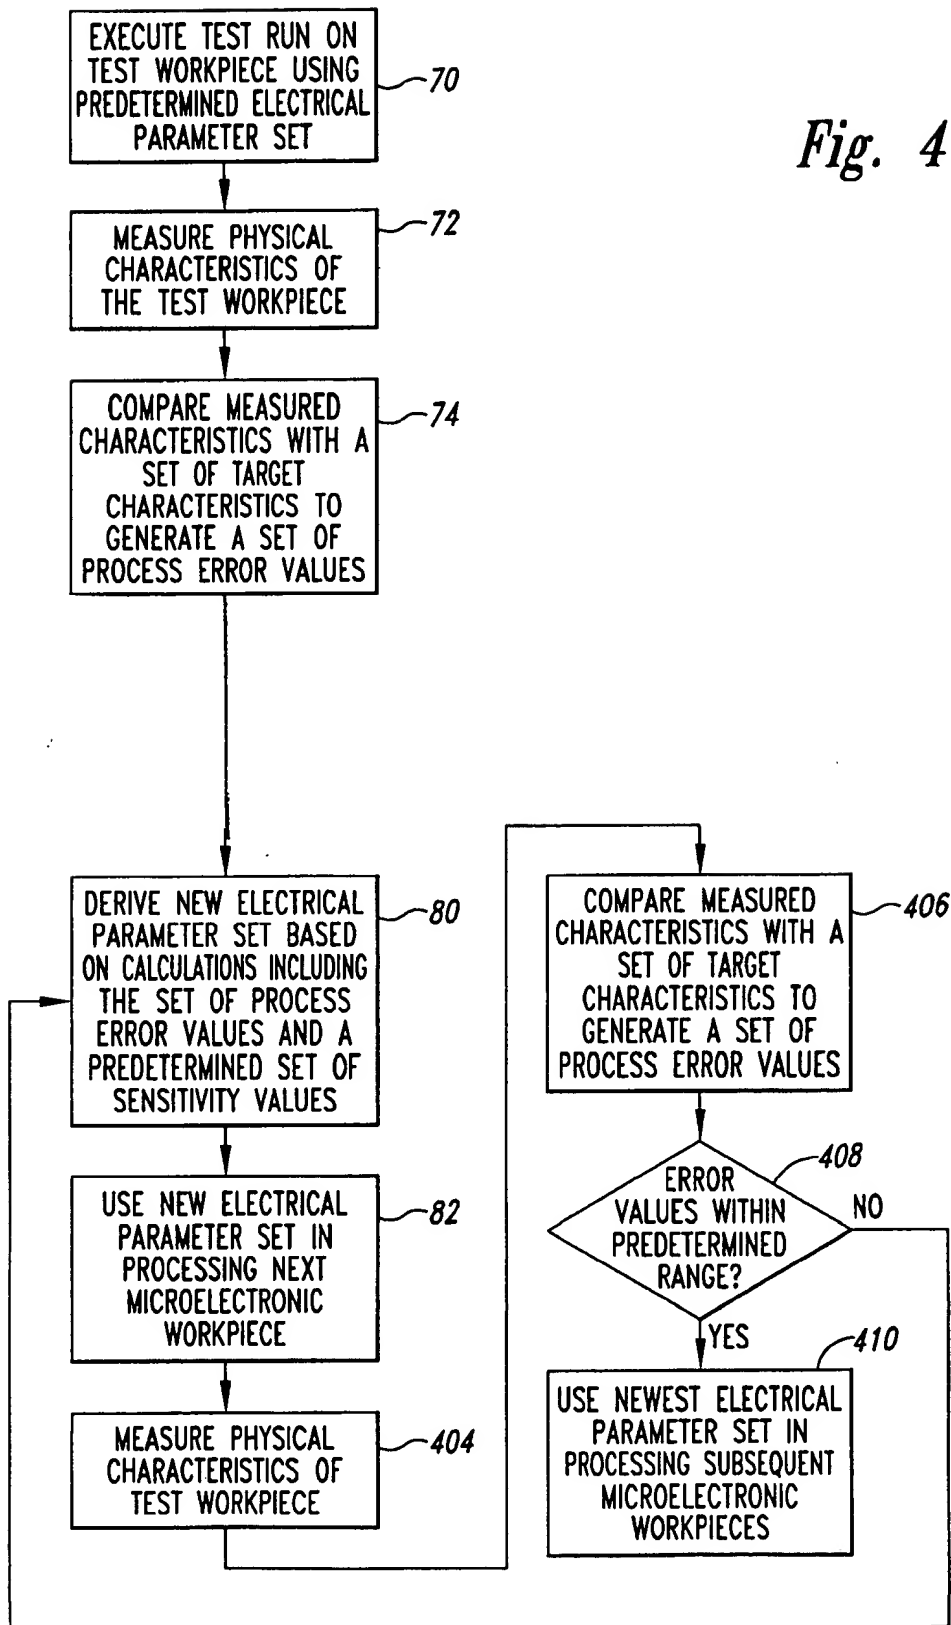 EXECUTE TEST RUN ON
TEST WORKPIECE USING
PREDETERMINED ELECTRICAL
PARAMETER SET
70
Fig. 4
MEASURE PHYSICAL
CHARACTERISTICS OF
THE TEST WORKPIECE
72
COMPARE MEASURED
CHARACTERISTICS WITH A
SET OF TARGET
CHARACTERISTICS TO
GENERATE A SET OF
PROCESS ERROR VALUES
74
DERIVE NEW ELECTRICAL
PARAMETER SET BASED
ON CALCULATIONS INCLUDING
THE SET OF PROCESS
ERROR VALUES AND A
PREDETERMINED SET OF
SENSITIVITY VALUES
80
USE NEW ELECTRICAL
PARAMETER SET IN
PROCESSING NEXT
MICROELECTRONIC
WORKPIECE
82
MEASURE PHYSICAL
CHARACTERISTICS OF
TEST WORKPIECE
404
COMPARE MEASURED
CHARACTERISTICS WITH A
SET OF TARGET
CHARACTERISTICS TO
GENERATE A SET OF
PROCESS ERROR VALUES
406
ERROR
VALUES WITHIN
PREDETERMINED
RANGE?
408
NO
YES
USE NEWEST ELECTRICAL
PARAMETER SET IN
PROCESSING SUBSEQUENT
MICROELECTRONIC
WORKPIECES
410